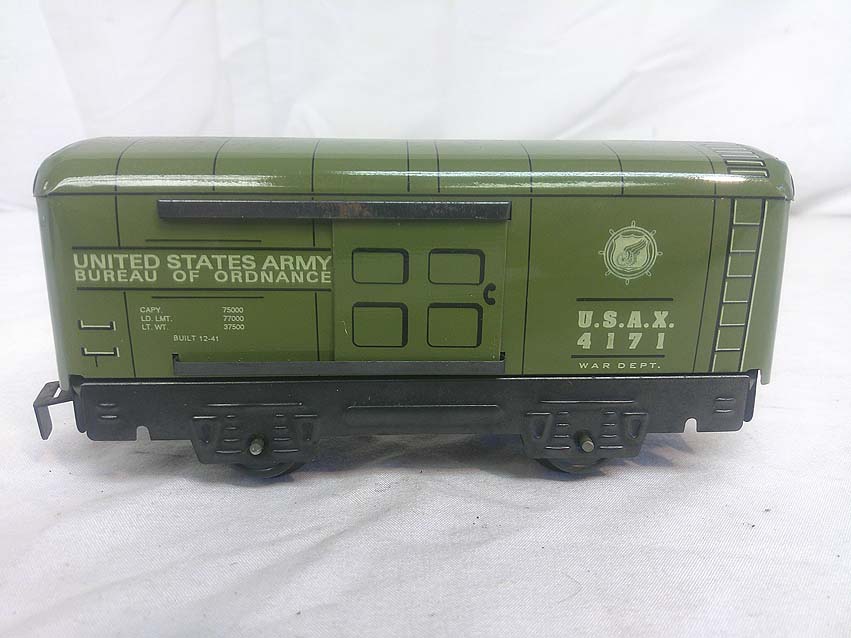 UNITED STATES ARMY
BUREAU OF ORDNANCE
CAPY. 75000
LD. LMT. 77000
LT. WT. 37500
BUILT 12-41
U.S.A.X.
4171
WAR DEPT.